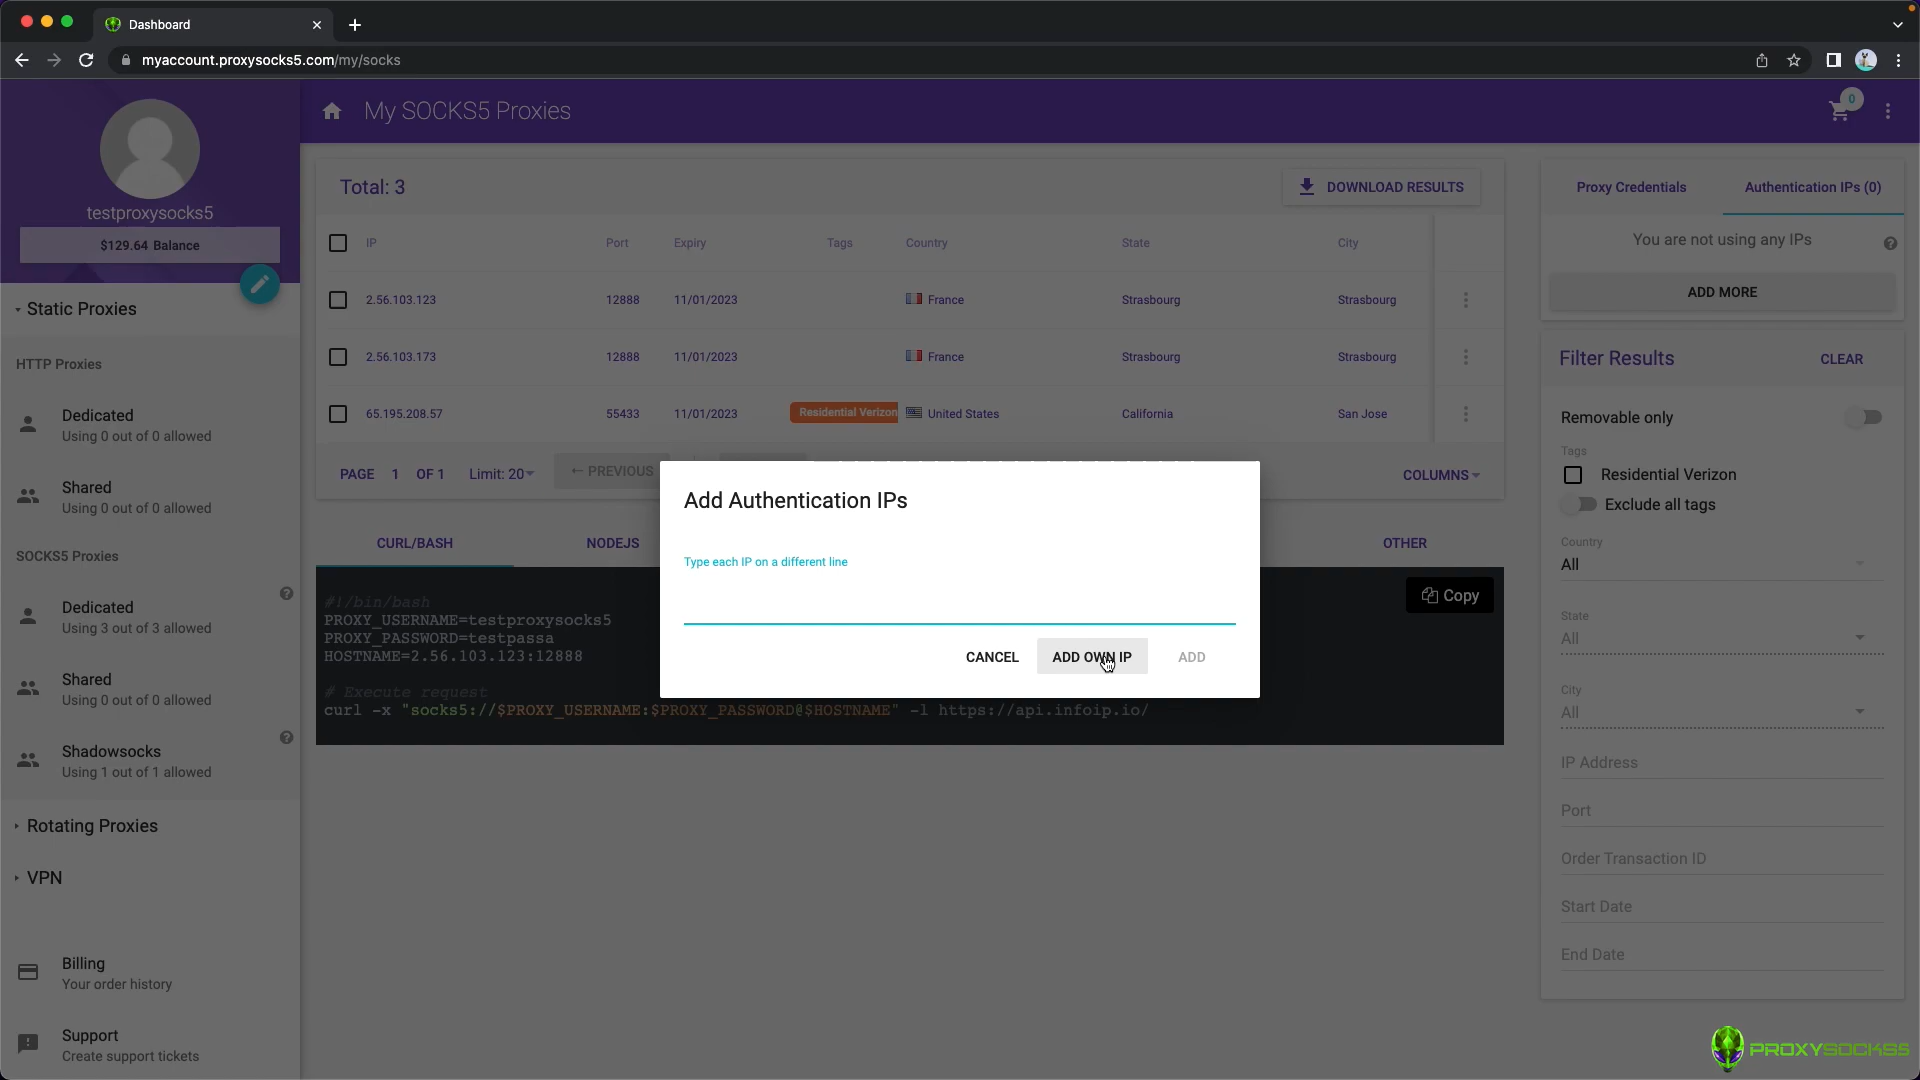 Dashboard
myaccount.proxysocks5.com/my/socks
testproxysocks5
$129.64 Balance
Static Proxies
HTTP Proxies
Dedicated
Using 0 out of 0 allowed
Shared
Using 0 out of 0 allowed
SOCKS5 Proxies
Dedicated
Using 3 out of 3 allowed
Shared
Using 0 out of 0 allowed
Shadowsocks
Using 1 out of 1 allowed
Rotating Proxies
VPN
Billing
Your order history
Support
Create support tickets
My SOCKS5 Proxies
0
Total: 3
DOWNLOAD RESULTS
IP Port Expiry Tags Country State City
2.56.103.123 12888 11/01/2023 France Strasbourg Strasbourg
2.56.103.173 12888 11/01/2023 France Strasbourg Strasbourg
65.195.208.57 55433 11/01/2023 Residential Verizon United States California San Jose
PAGE 1 OF 1 Limit: 20 ← PREVIOUS COLUMNS
CURL/BASH NODEJS OTHER
Copy
#!/bin/bash
PROXY_USERNAME=testproxysocks5
PROXY_PASSWORD=testpassa
HOSTNAME=2.56.103.123:12888
# Execute request
curl -x "socks5://$PROXY_USERNAME:$PROXY_PASSWORD@$HOSTNAME" -l https://api.infoip.io/
Add Authentication IPs
Type each IP on a different line
CANCEL ADD OWN IP ADD
Proxy Credentials Authentication IPs (0)
You are not using any IPs
ADD MORE
Filter Results CLEAR
Removable only
Tags
Residential Verizon
Exclude all tags
Country
All
State
All
City
All
IP Address
Port
Order Transaction ID
Start Date
End Date
PROXYSOCKS5